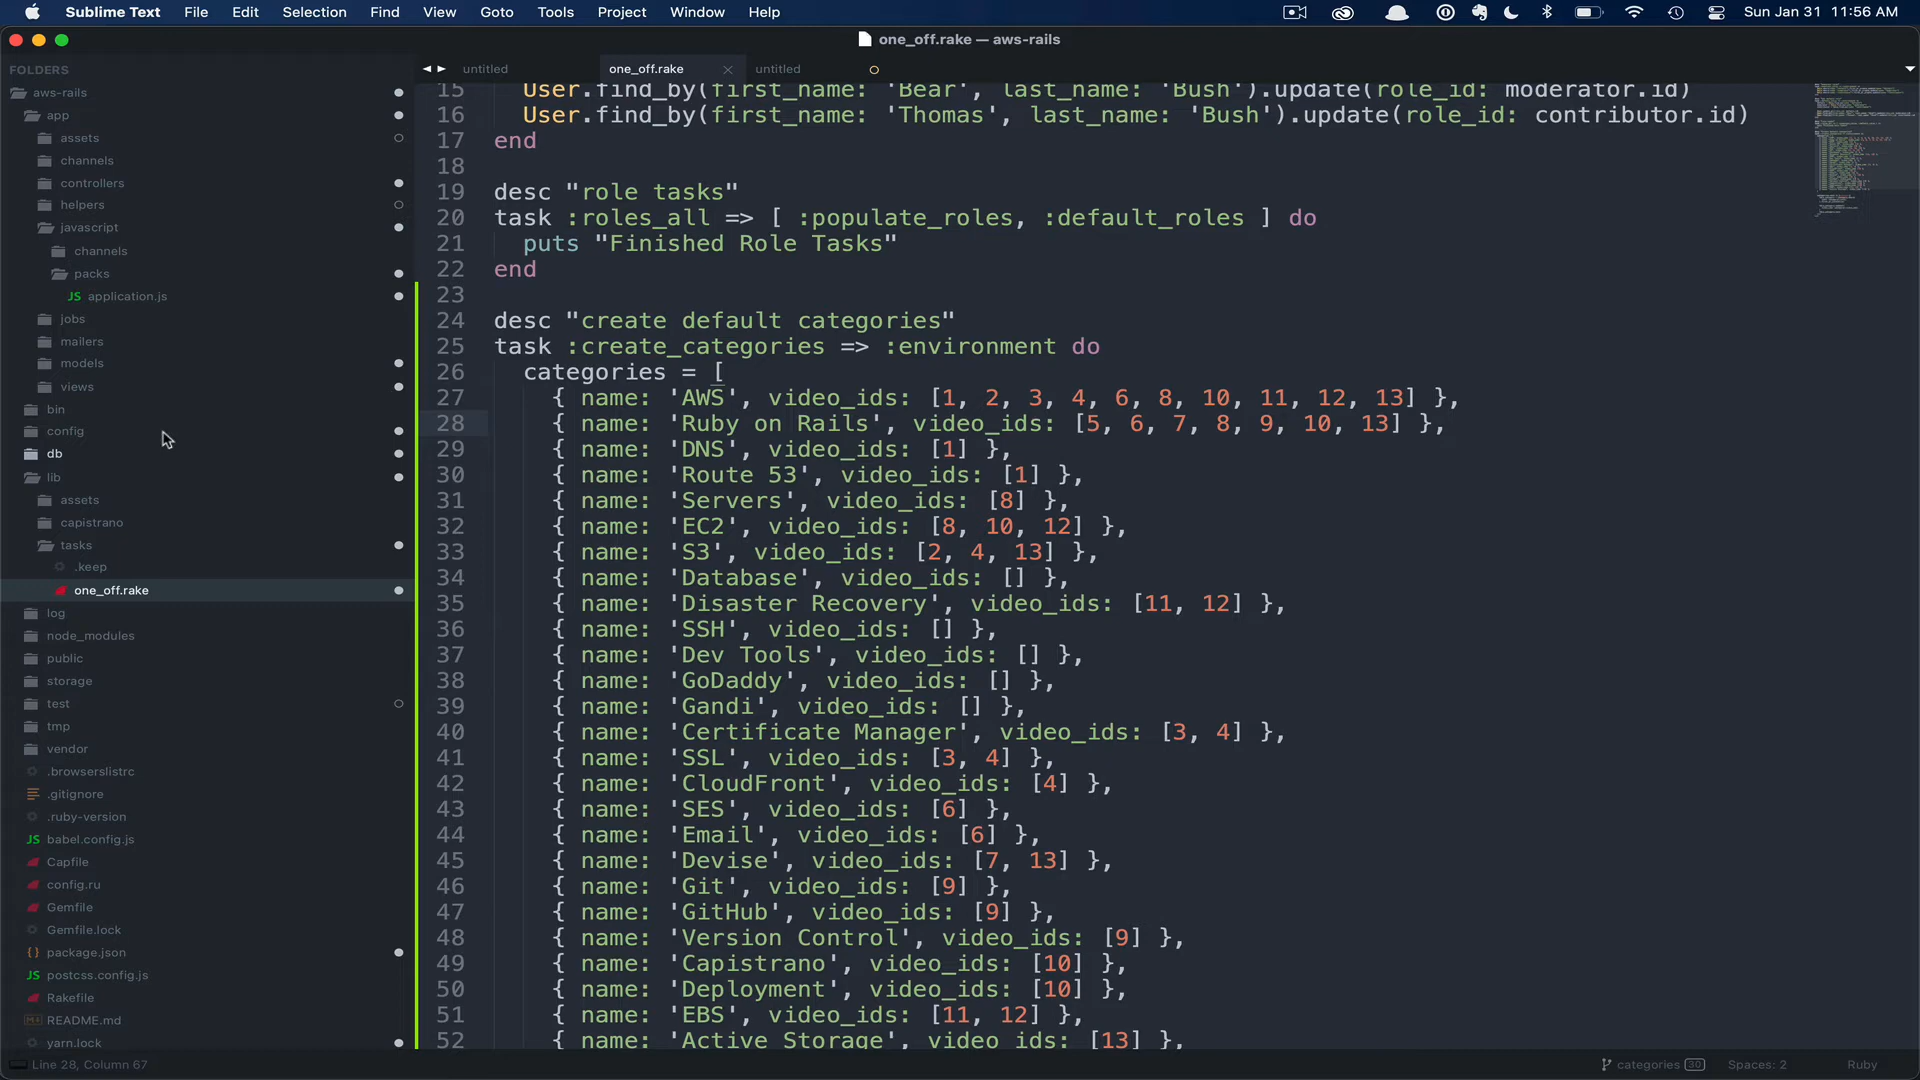 Sublime Text File Edit Selection Find View Goto Tools Project Window Help Sun Jan 31 11:56 AM
one_off.rake — aws-rails
FOLDERS
aws-rails
app
assets
channels
controllers
helpers
javascript
channels
packs
JS application.js
jobs
mailers
models
views
bin
config
db
lib
assets
capistrano
tasks
.keep
one_off.rake
log
node_modules
public
storage
test
tmp
vendor
.browserslistrc
.gitignore
.ruby-version
JS babel.config.js
Capfile
config.ru
Gemfile
Gemfile.lock
{} package.json
JS postcss.config.js
Rakefile
README.md
yarn.lock
untitled one_off.rake untitled
15 User.find_by(first_name: 'Bear', last_name: 'Bush').update(role_id: moderator.id)
16 User.find_by(first_name: 'Thomas', last_name: 'Bush').update(role_id: contributor.id)
17 end
18
19 desc "role tasks"
20 task :roles_all => [ :populate_roles, :default_roles ] do
21 puts "Finished Role Tasks"
22 end
23
24 desc "create default categories"
25 task :create_categories => :environment do
26 categories = [
27 { name: 'AWS', video_ids: [1, 2, 3, 4, 6, 8, 10, 11, 12, 13] },
28 { name: 'Ruby on Rails', video_ids: [5, 6, 7, 8, 9, 10, 13] },
29 { name: 'DNS', video_ids: [1] },
30 { name: 'Route 53', video_ids: [1] },
31 { name: 'Servers', video_ids: [8] },
32 { name: 'EC2', video_ids: [8, 10, 12] },
33 { name: 'S3', video_ids: [2, 4, 13] },
34 { name: 'Database', video_ids: [] },
35 { name: 'Disaster Recovery', video_ids: [11, 12] },
36 { name: 'SSH', video_ids: [] },
37 { name: 'Dev Tools', video_ids: [] },
38 { name: 'GoDaddy', video_ids: [] },
39 { name: 'Gandi', video_ids: [] },
40 { name: 'Certificate Manager', video_ids: [3, 4] },
41 { name: 'SSL', video_ids: [3, 4] },
42 { name: 'CloudFront', video_ids: [4] },
43 { name: 'SES', video_ids: [6] },
44 { name: 'Email', video_ids: [6] },
45 { name: 'Devise', video_ids: [7, 13] },
46 { name: 'Git', video_ids: [9] },
47 { name: 'GitHub', video_ids: [9] },
48 { name: 'Version Control', video_ids: [9] },
49 { name: 'Capistrano', video_ids: [10] },
50 { name: 'Deployment', video_ids: [10] },
51 { name: 'EBS', video_ids: [11, 12] },
52 { name: 'Active Storage', video_ids: [13] },
Line 28, Column 67 categories 30 Spaces: 2 Ruby